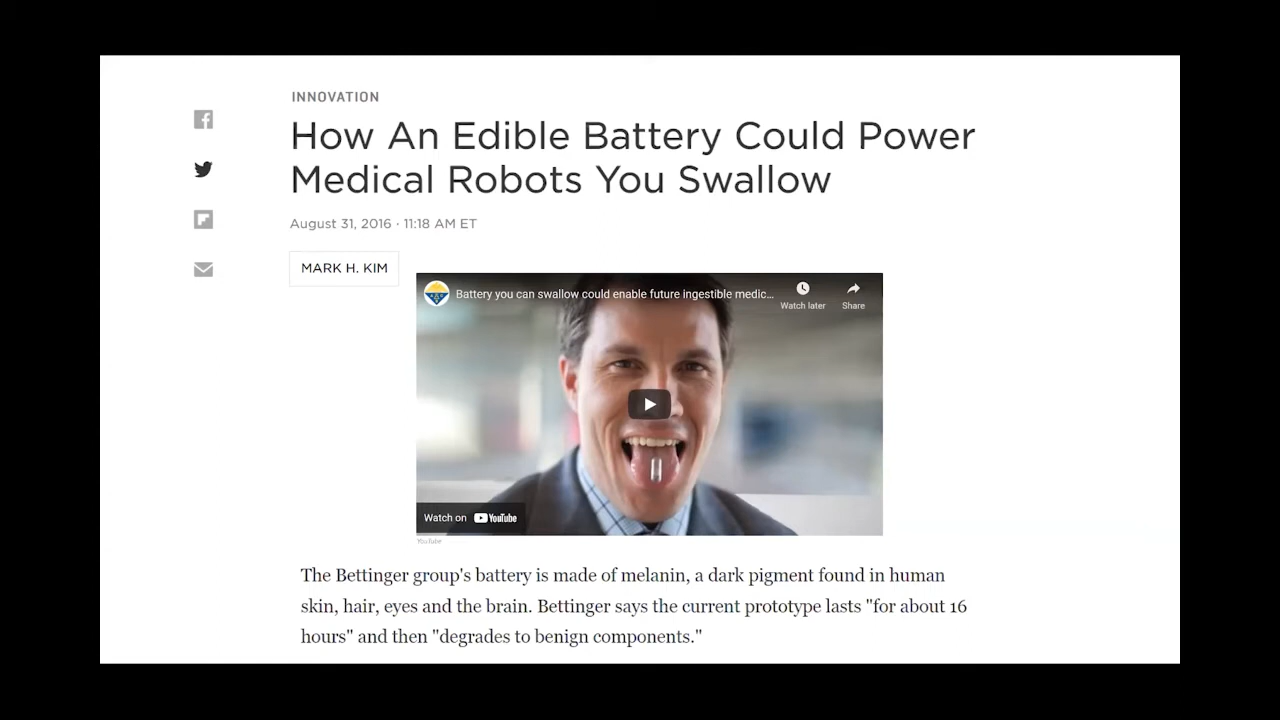 INNOVATION
How An Edible Battery Could Power
Medical Robots You Swallow
August 31, 2016 · 11:18 AM ET
MARK H. KIM
Battery you can swallow could enable future ingestible medic...
Watch later
Share
Watch on YouTube
YouTube
The Bettinger group's battery is made of melanin, a dark pigment found in human
skin, hair, eyes and the brain. Bettinger says the current prototype lasts "for about 16
hours" and then "degrades to benign components."